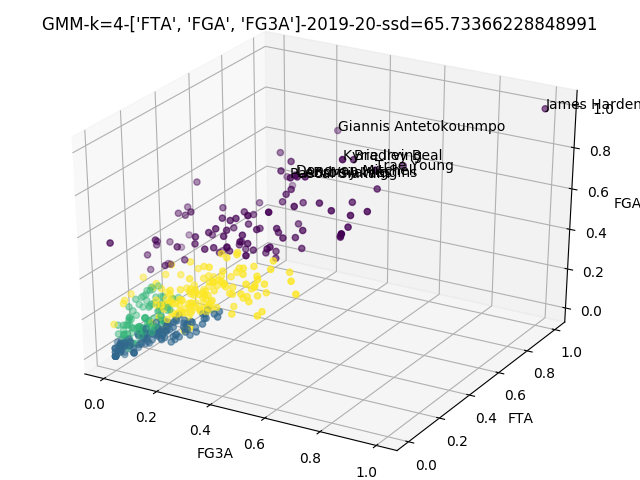 GMM-k=4-['FTA', 'FGA', 'FG3A']-2019-20-ssd=65.73366228848991
James Harden
Giannis Antetokounmpo
Bradley Beal
Trae Young
1.0
0.8
0.6
0.4
0.2
0.0
FGA
0.0
0.2
0.4
0.6
0.8
1.0
FG3A
0.0
0.2
0.4
0.6
0.8
1.0
FTA